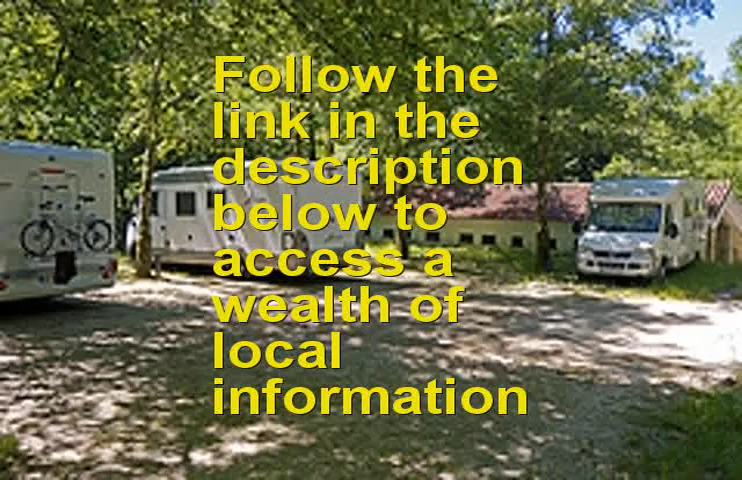 Follow the
link in the
description
below to
access a
wealth of
local
information